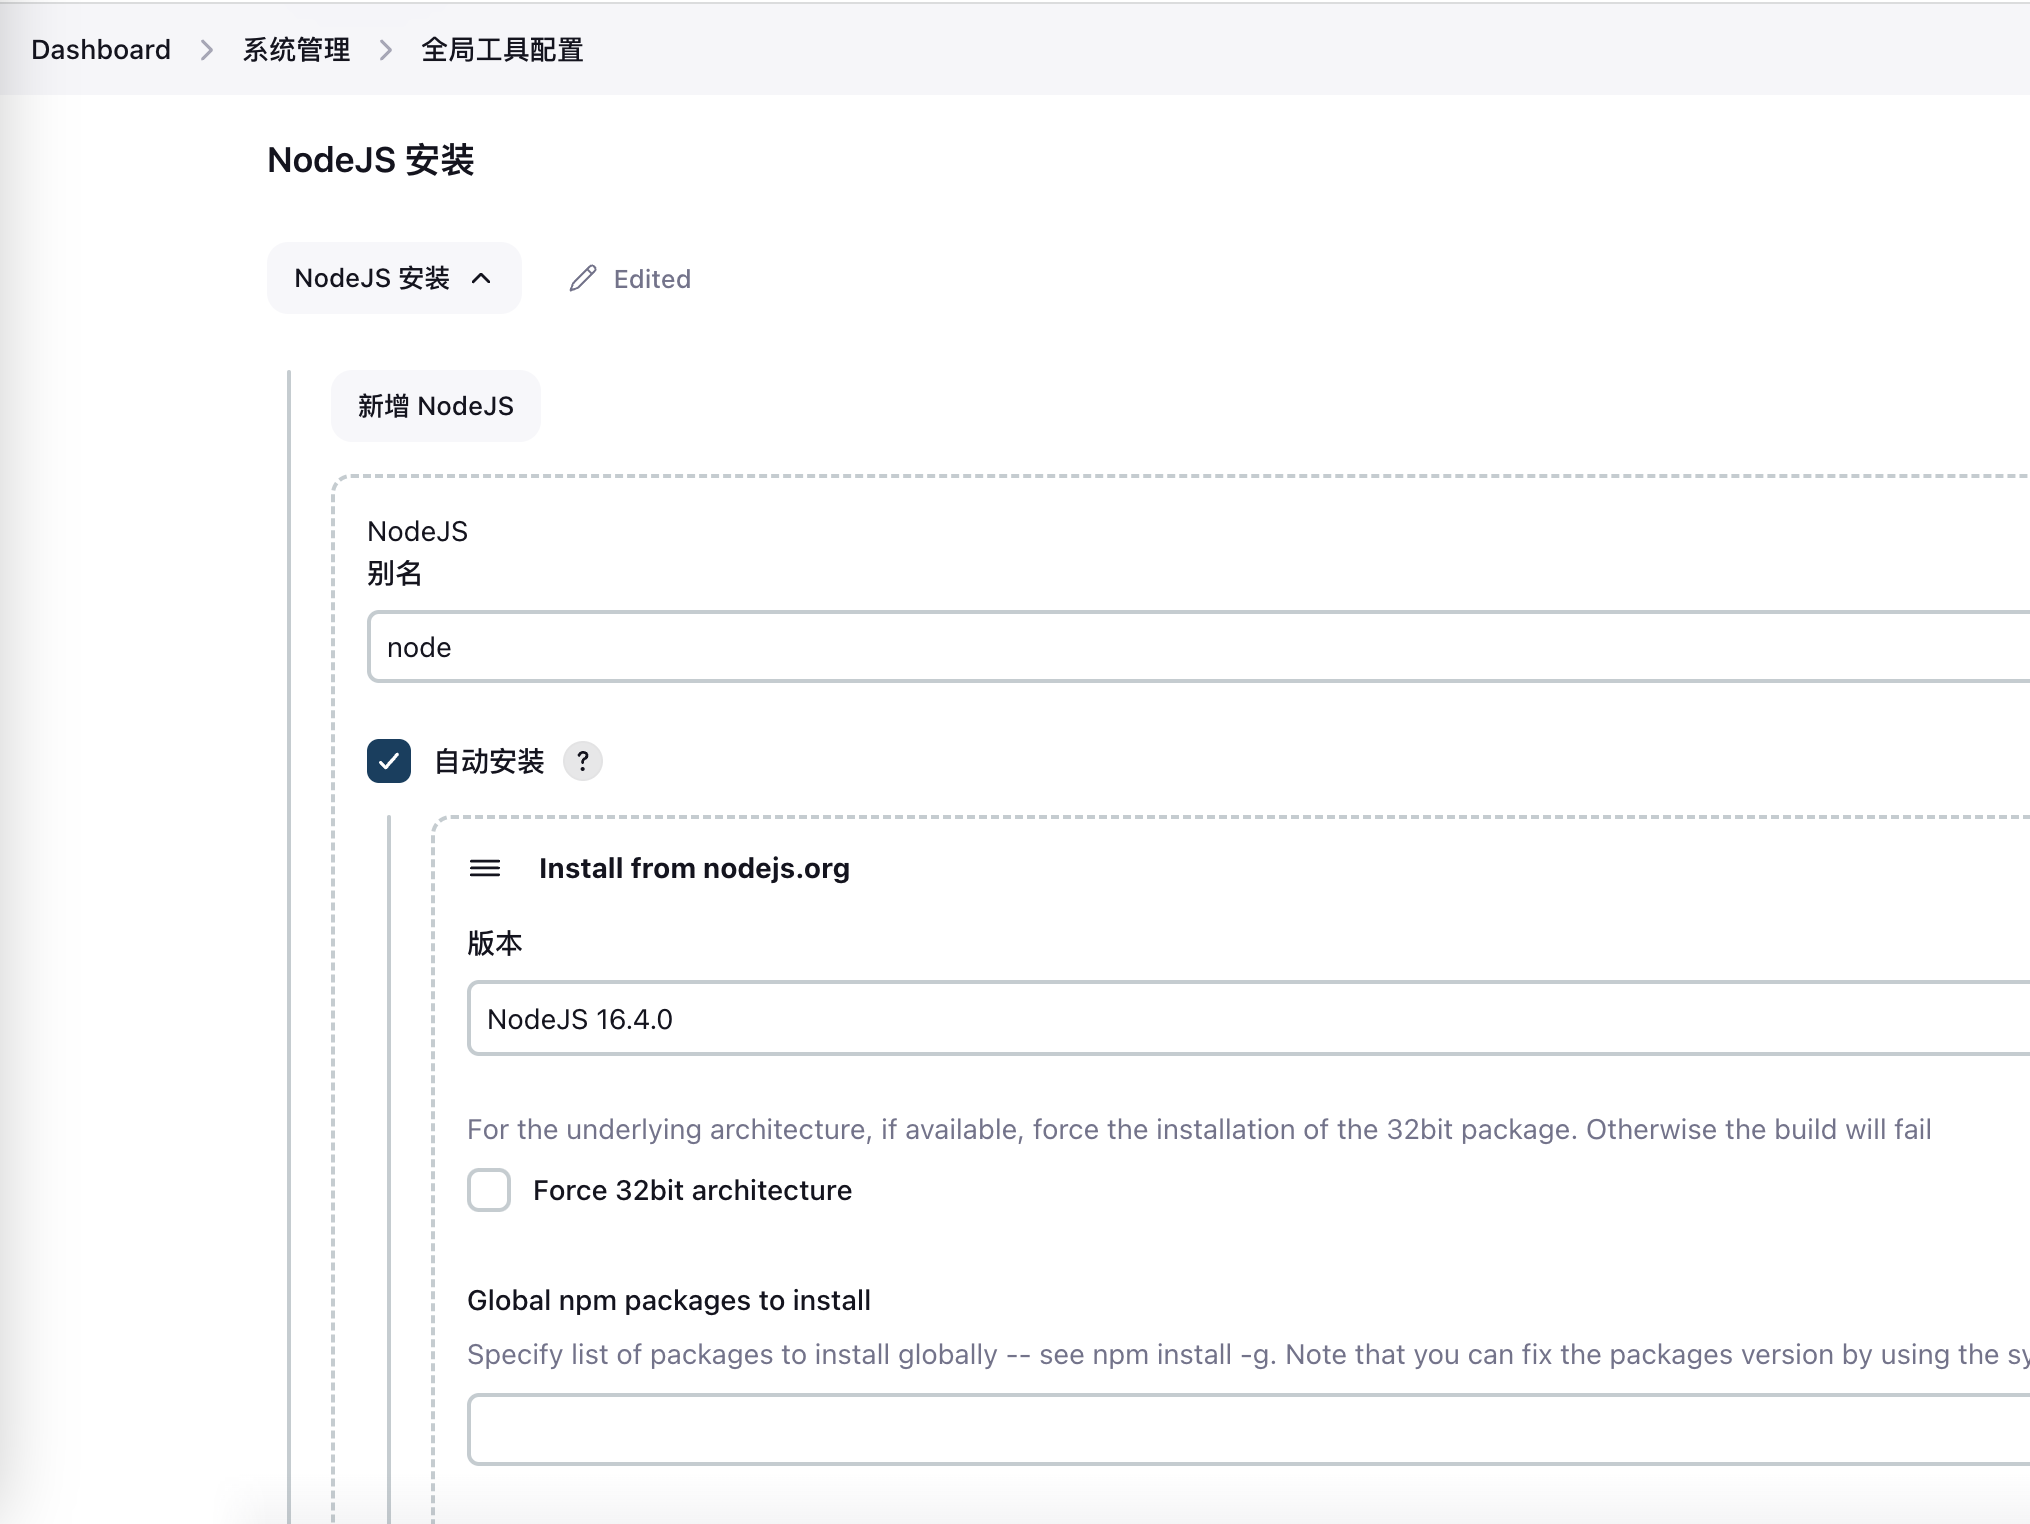 Dashboard > 系统管理 > 全局工具配置
NodeJS 安装
NodeJS 安装
Edited
新增 NodeJS
NodeJS
别名
node
自动安装 ?
Install from nodejs.org
版本
NodeJS 16.4.0
For the underlying architecture, if available, force the installation of the 32bit package. Otherwise the build will fail
Force 32bit architecture
Global npm packages to install
Specify list of packages to install globally -- see npm install -g. Note that you can fix the packages version by using the